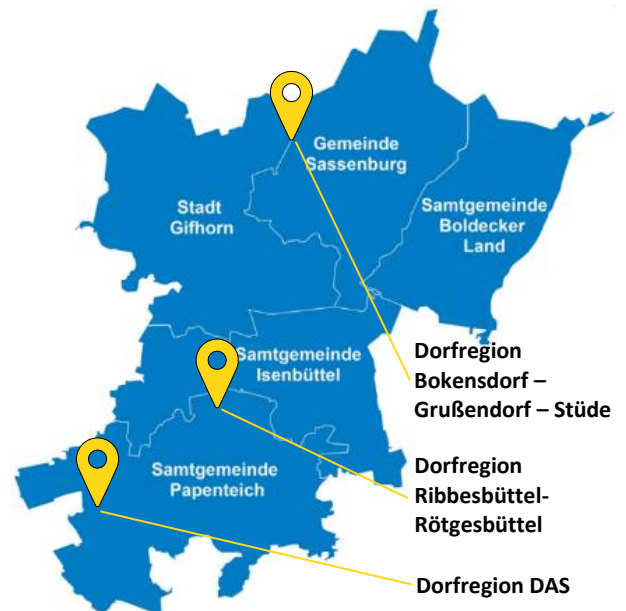 Gemeinde
Sassenburg
Stadt
Gifhorn
Samtgemeinde
Boldecker
Land
Samtgemeinde
Isenbüttel
Samtgemeinde
Papenteich
Dorfregion
Bokensdorf –
Grußendorf – Stüde
Dorfregion
Ribbesbüttel-
Rötgesbüttel
Dorfregion DAS